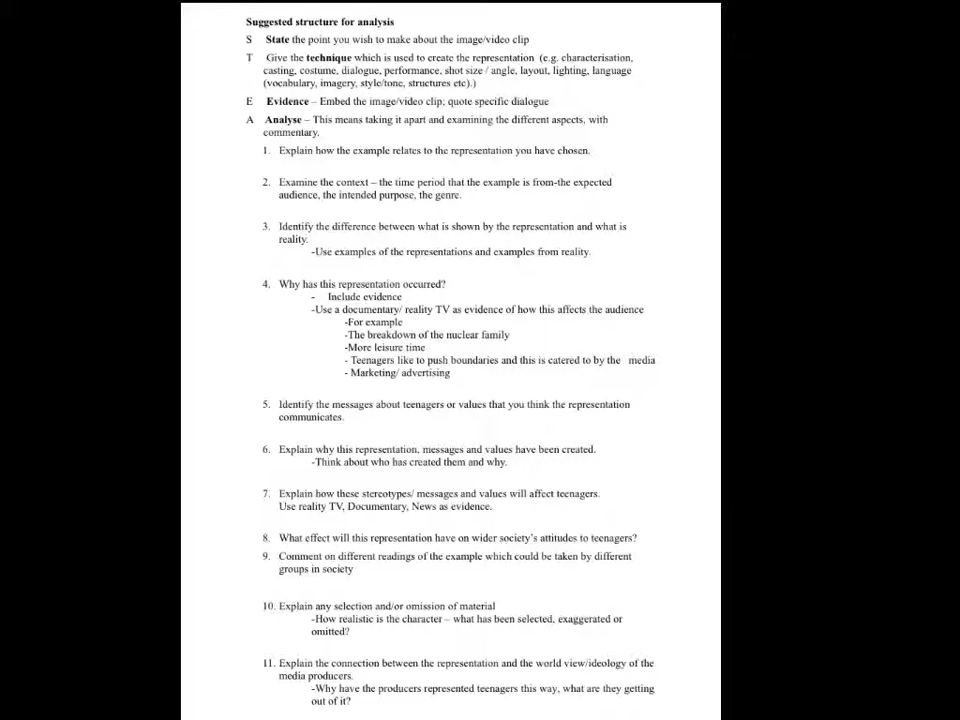 Suggested structure for analysis
S State the point you wish to make about the image/video clip
T Give the technique which is used to create the representation (e.g. characterisation,
casting, costume, dialogue, performance, shot size / angle, layout, lighting, language
(vocabulary, imagery, style/tone, structures etc).)
E Evidence – Embed the image/video clip; quote specific dialogue
A Analyse – This means taking it apart and examining the different aspects, with
commentary.
1. Explain how the example relates to the representation you have chosen.
2. Examine the context – the time period that the example is from-the expected
audience, the intended purpose, the genre.
3. Identify the difference between what is shown by the representation and what is
reality.
-Use examples of the representations and examples from reality.
4. Why has this representation occurred?
- Include evidence
-Use a documentary/ reality TV as evidence of how this affects the audience
-For example
-The breakdown of the nuclear family
-More leisure time
- Teenagers like to push boundaries and this is catered to by the media
- Marketing/ advertising
5. Identify the messages about teenagers or values that you think the representation
communicates.
6. Explain why this representation, messages and values have been created.
-Think about who has created them and why.
7. Explain how these stereotypes/ messages and values will affect teenagers.
Use reality TV, Documentary, News as evidence.
8. What effect will this representation have on wider society's attitudes to teenagers?
9. Comment on different readings of the example which could be taken by different
groups in society
10. Explain any selection and/or omission of material
-How realistic is the character – what has been selected, exaggerated or
omitted?
11. Explain the connection between the representation and the world view/ideology of the
media producers.
-Why have the producers represented teenagers this way, what are they getting
out of it?